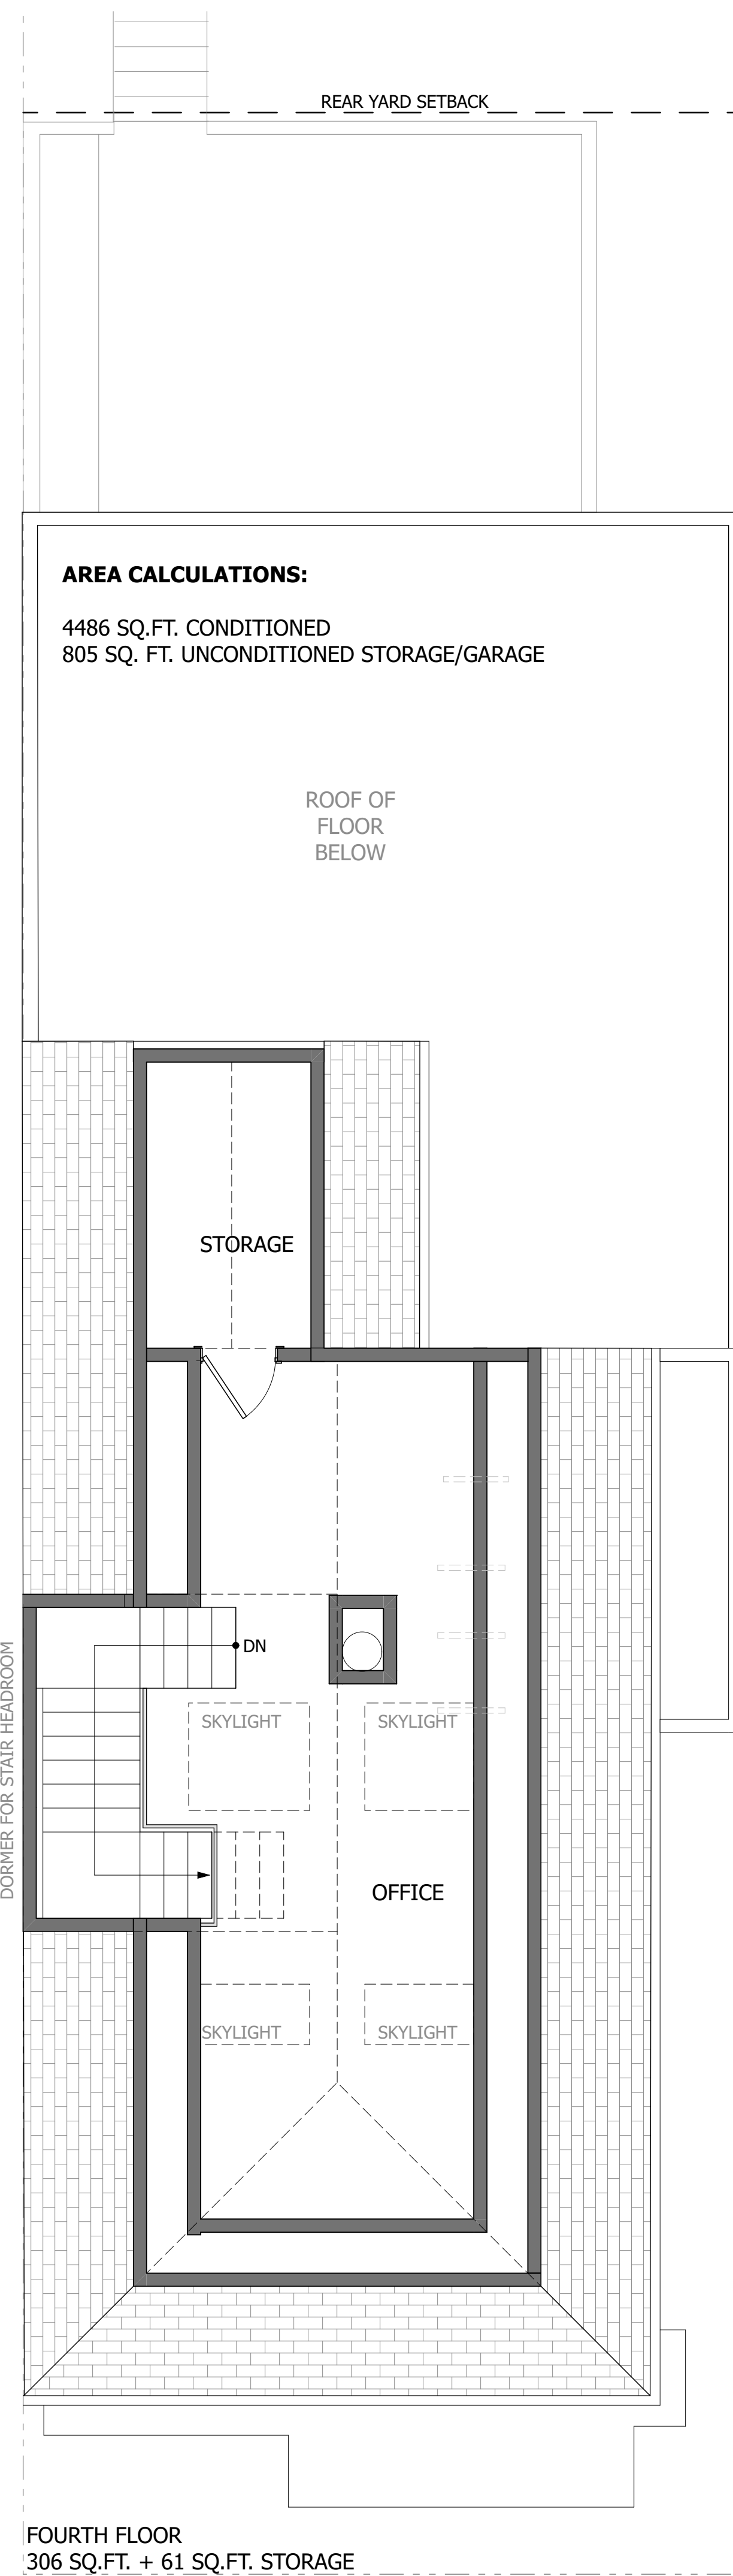 REAR YARD SETBACK
AREA CALCULATIONS:
4486 SQ.FT. CONDITIONED
805 SQ. FT. UNCONDITIONED STORAGE/GARAGE
ROOF OF
FLOOR
BELOW
STORAGE
DN
DORMER FOR STAIR HEADROOM
SKYLIGHT
SKYLIGHT
OFFICE
SKYLIGHT
SKYLIGHT
FOURTH FLOOR
306 SQ.FT. + 61 SQ.FT. STORAGE